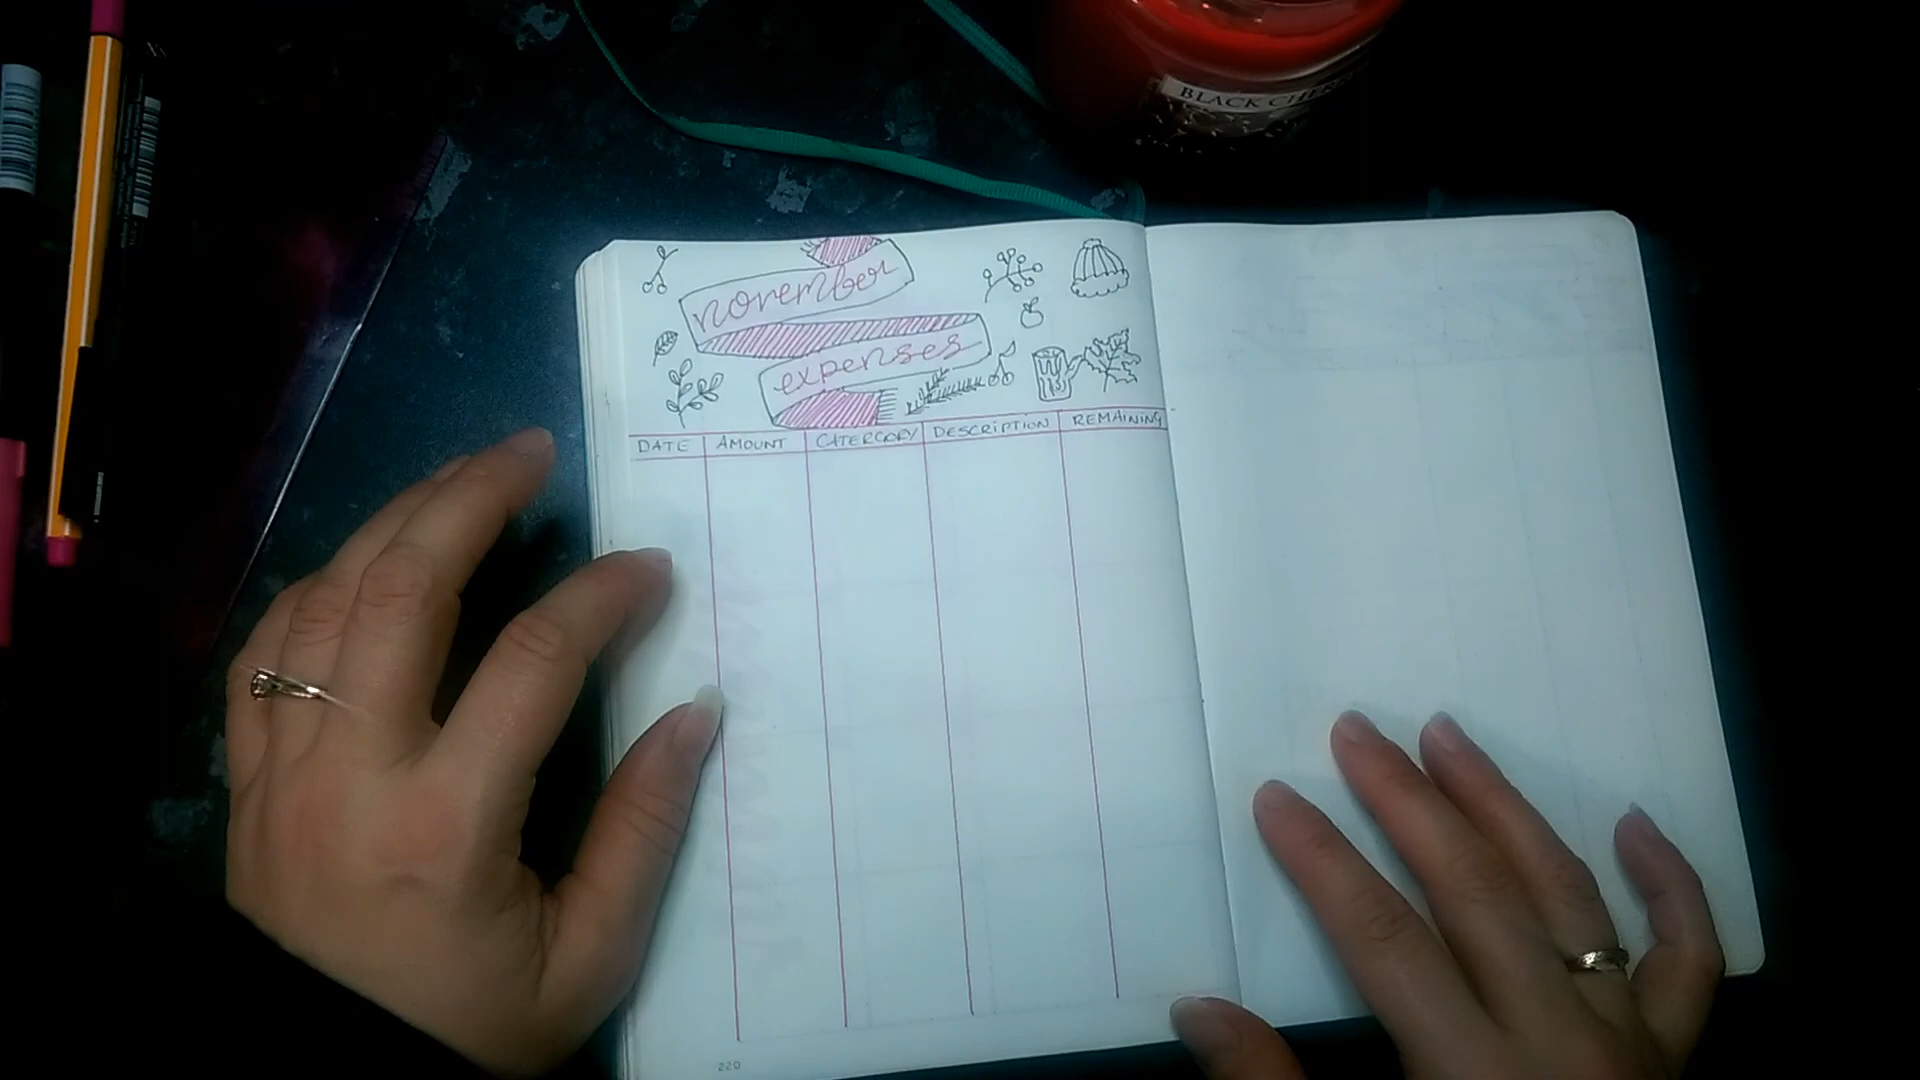 BLACK CHER
november
expenses
DATE AMOUNT CATERGORY DESCRIPTION REMAINING
220